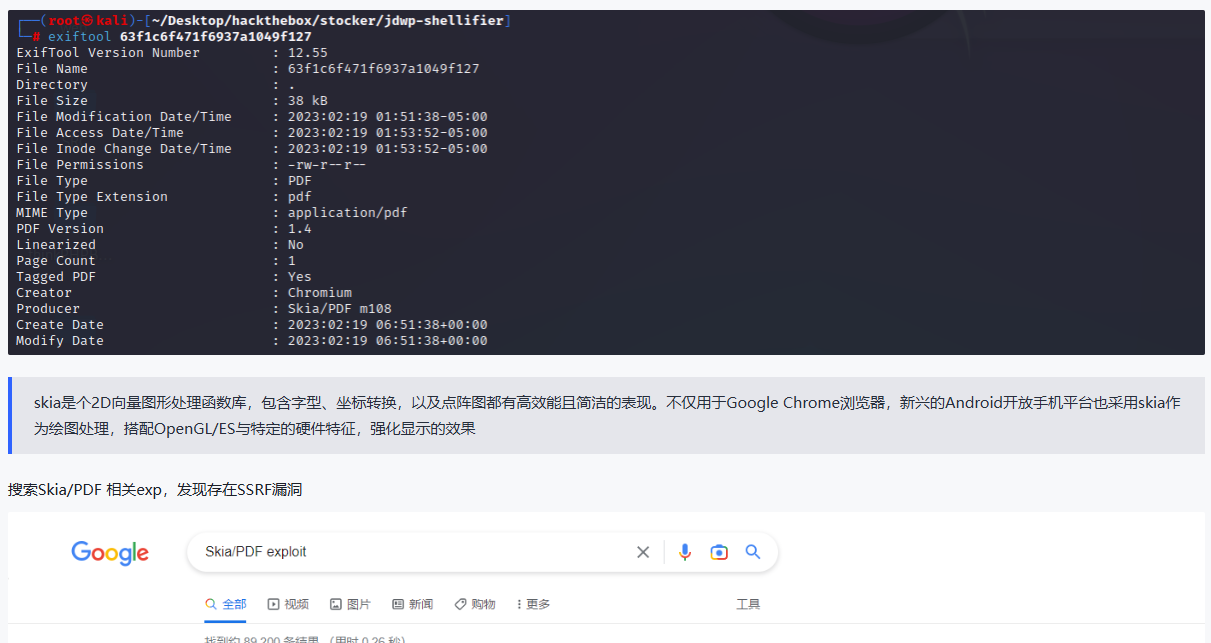 ┌──(root㉿kali)-[~/Desktop/hackthebox/stocker/jdwp-shellifier]
└─# exiftool 63f1c6f471f6937a1049f127
ExifTool Version Number : 12.55
File Name : 63f1c6f471f6937a1049f127
Directory : .
File Size : 38 kB
File Modification Date/Time : 2023:02:19 01:51:38-05:00
File Access Date/Time : 2023:02:19 01:53:52-05:00
File Inode Change Date/Time : 2023:02:19 01:53:52-05:00
File Permissions : -rw-r--r--
File Type : PDF
File Type Extension : pdf
MIME Type : application/pdf
PDF Version : 1.4
Linearized : No
Page Count : 1
Tagged PDF : Yes
Creator : Chromium
Producer : Skia/PDF m108
Create Date : 2023:02:19 06:51:38+00:00
Modify Date : 2023:02:19 06:51:38+00:00
skia是个2D向量图形处理函数库，包含字型、坐标转换，以及点阵图都有高效能且简洁的表现。不仅用于Google Chrome浏览器，新兴的Android开放手机平台也采用skia作
为绘图处理，搭配OpenGL/ES与特定的硬件特征，强化显示的效果
搜索Skia/PDF 相关exp，发现存在SSRF漏洞
Google
Skia/PDF exploit
全部 视频 图片 新闻 购物 更多 工具
找到约 89,200 条结果 （用时 0.26 秒）